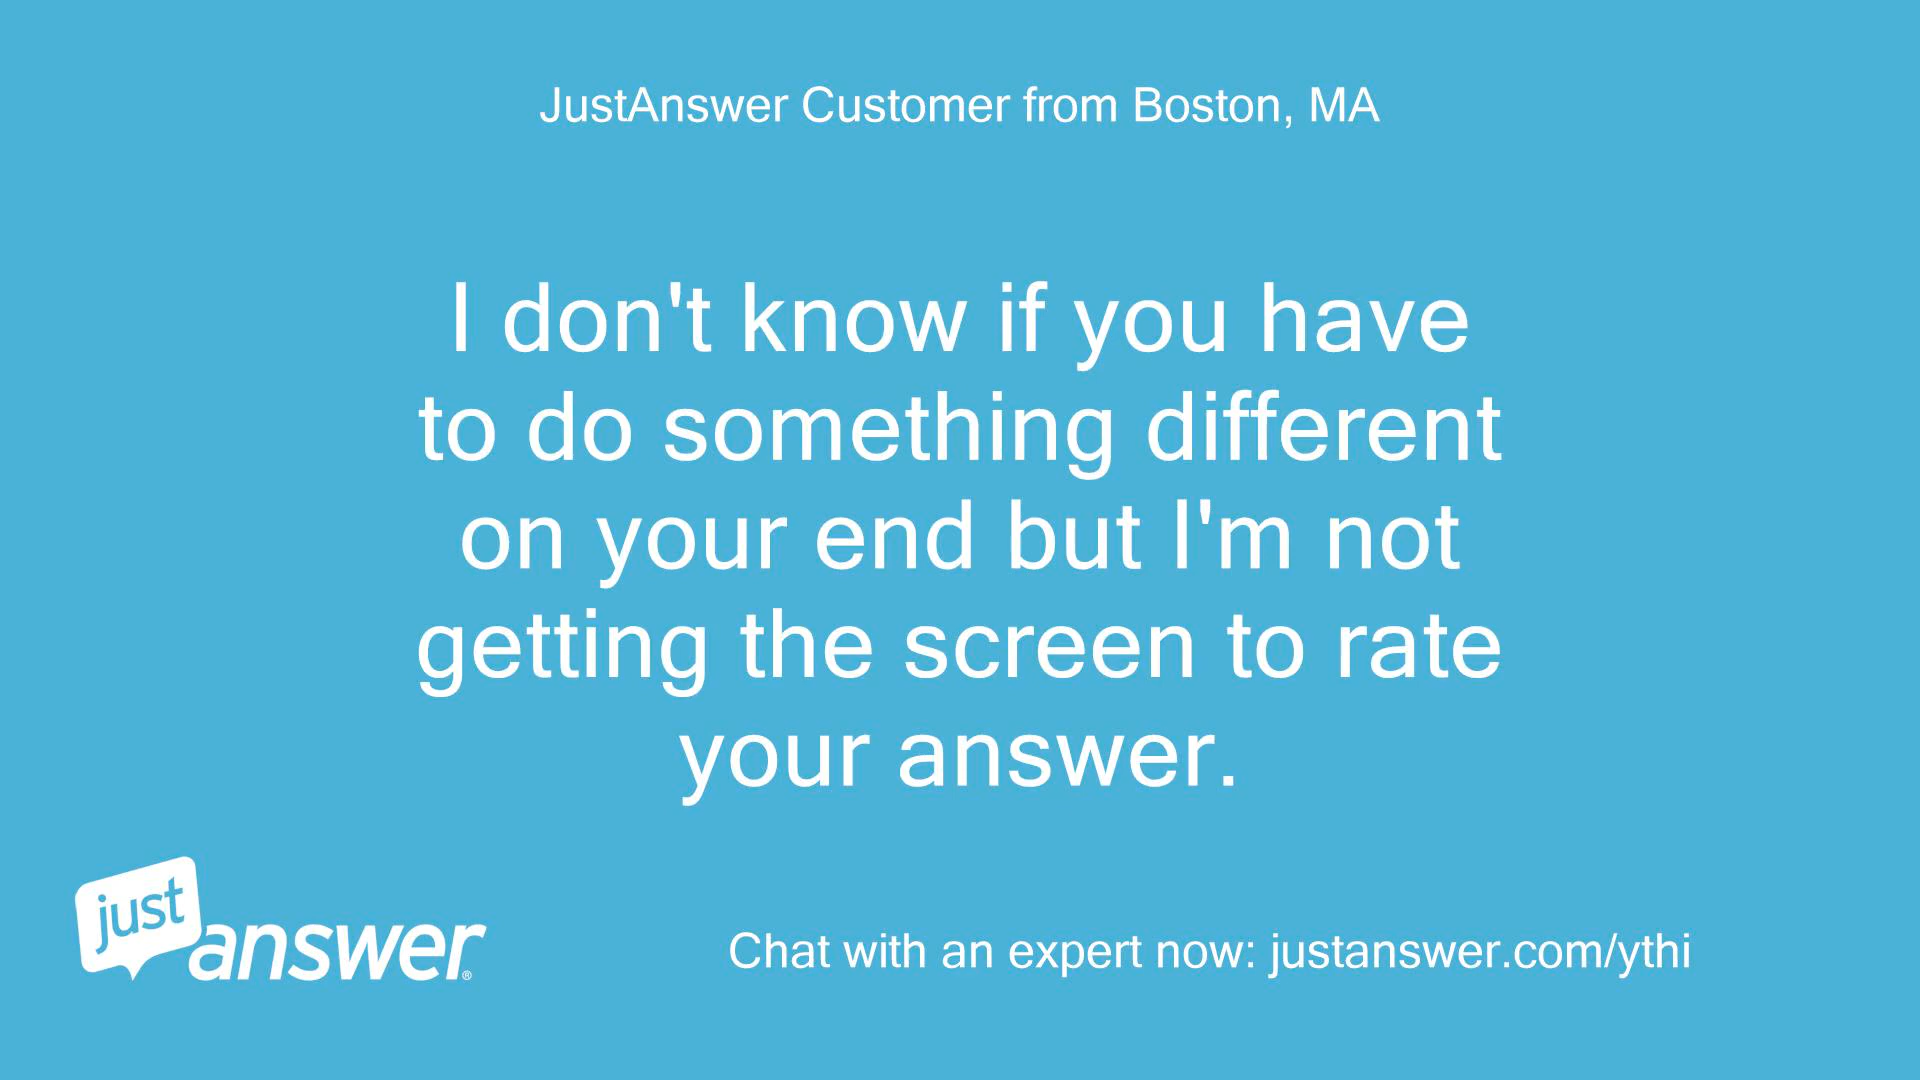 JustAnswer Customer from Boston, MA
I don't know if you have
to do something different
on your end but I'm not
getting the screen to rate
your answer.
just
answer®
Chat with an expert now: justanswer.com/ythi